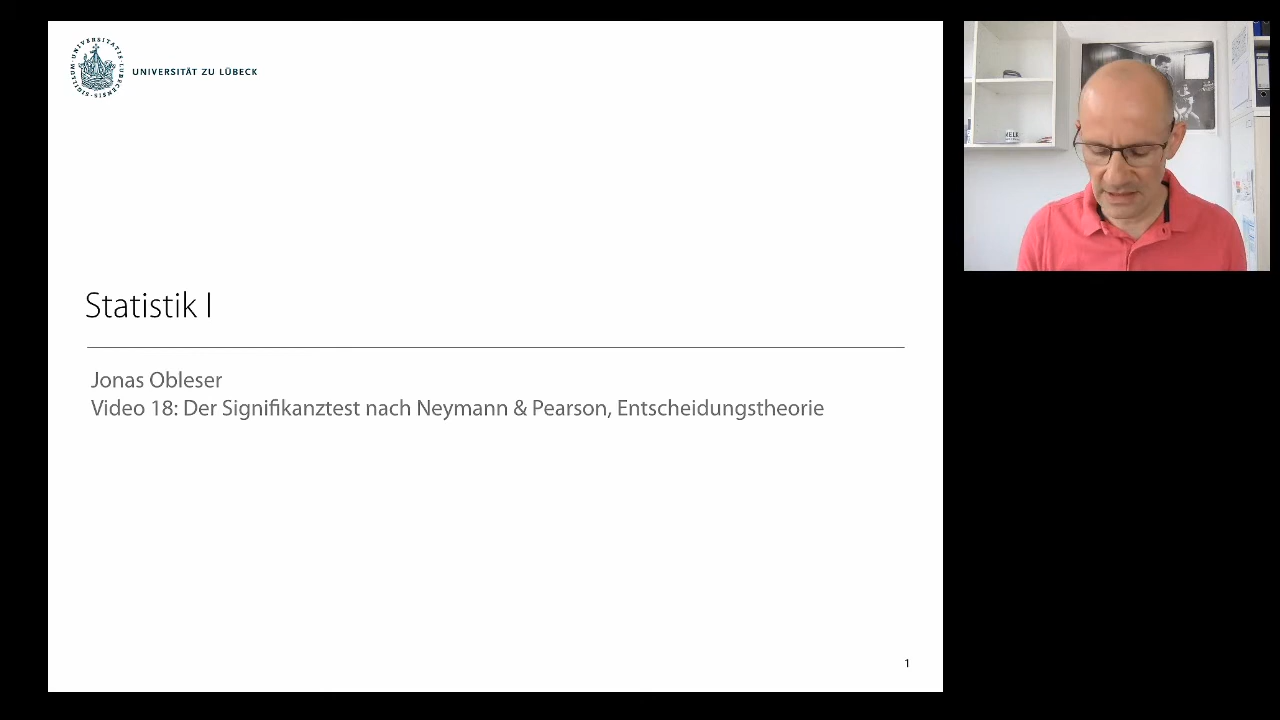 UNIVERSITÄT ZU LÜBECK
Statistik I
Jonas Obleser
Video 18: Der Signifikanztest nach Neymann & Pearson, Entscheidungstheorie
1